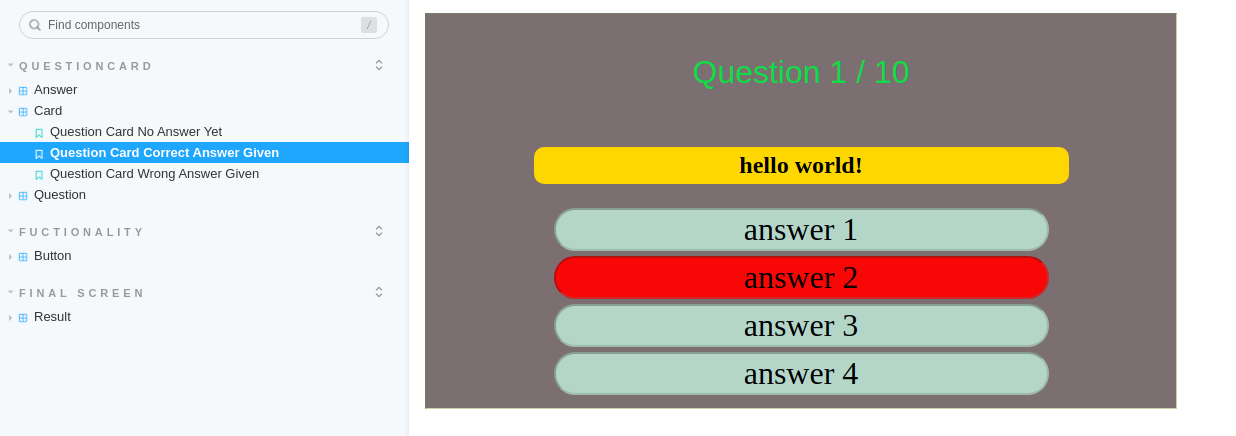 Find components
/
QUESTIONCARD
Answer
Card
Question Card No Answer Yet
Question Card Correct Answer Given
Question Card Wrong Answer Given
Question
FUCTIONALITY
Button
FINAL SCREEN
Result
Question 1 / 10
hello world!
answer 1
answer 2
answer 3
answer 4